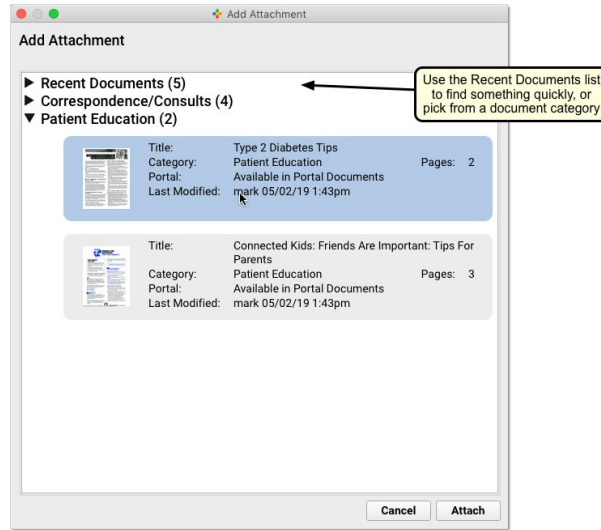 Add Attachment
Add Attachment
▶ Recent Documents (5)
▶ Correspondence/Consults (4)
▼ Patient Education (2)
Use the Recent Documents list
to find something quickly, or
pick from a document category
Title: Type 2 Diabetes Tips
Category: Patient Education Pages: 2
Portal: Available in Portal Documents
Last Modified: mark 05/02/19 1:43pm
Title: Connected Kids: Friends Are Important: Tips For
Parents
Category: Patient Education Pages: 3
Portal: Available in Portal Documents
Last Modified: mark 05/02/19 1:43pm
Cancel Attach